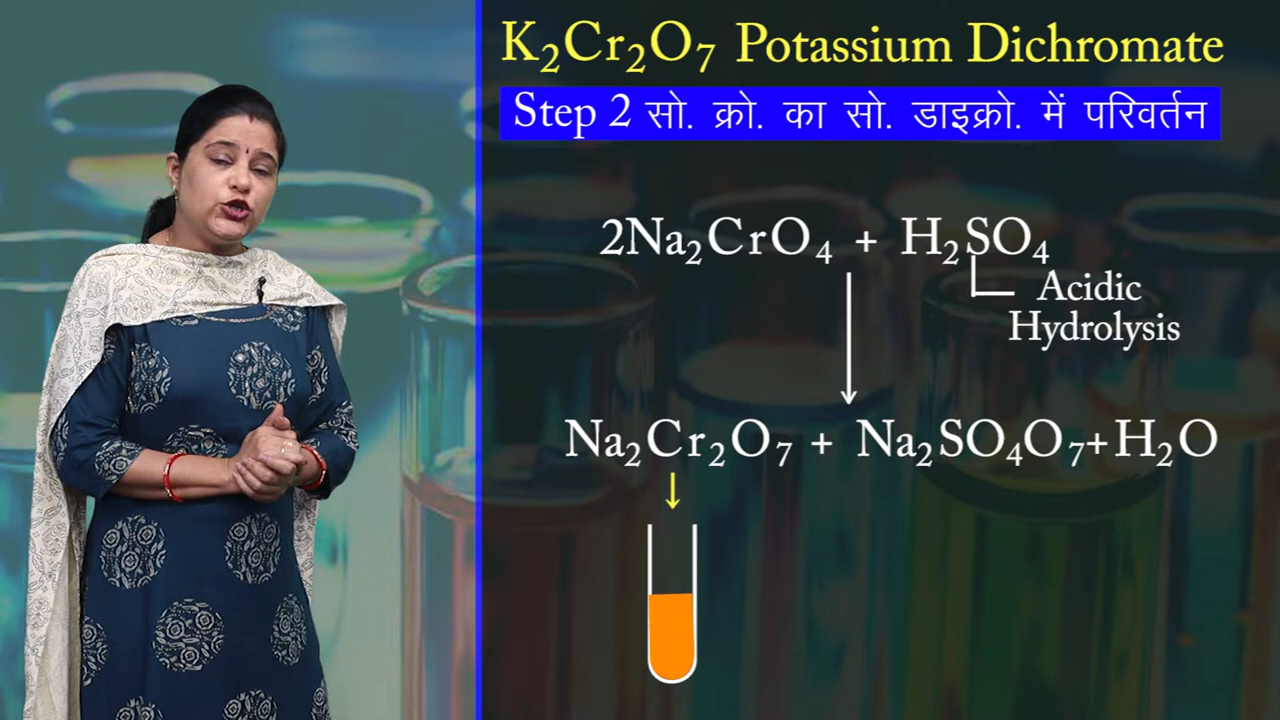 K₂Cr₂O₇ Potassium Dichromate
Step 2 सो. क्रो. का सो. डाइक्रो. में परिवर्तन
2Na₂CrO₄ + H₂SO₄
Acidic
Hydrolysis
Na₂Cr₂O₇ + Na₂SO₄O₇+H₂O